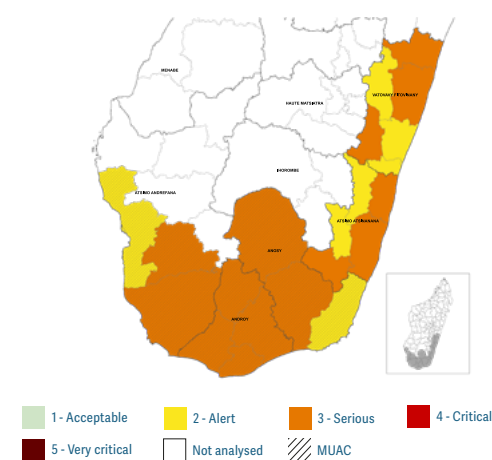 MENABE
VATOVAVY FITOVINANY
HAUTE MATSIATRA
IHOROMBE
ATSIMO ANDREFANA
ATSIMO ATSINANANA
ANOSY
ANDROY
1 - Acceptable
2 - Alert
3 - Serious
4 - Critical
5 - Very critical
Not analysed
MUAC